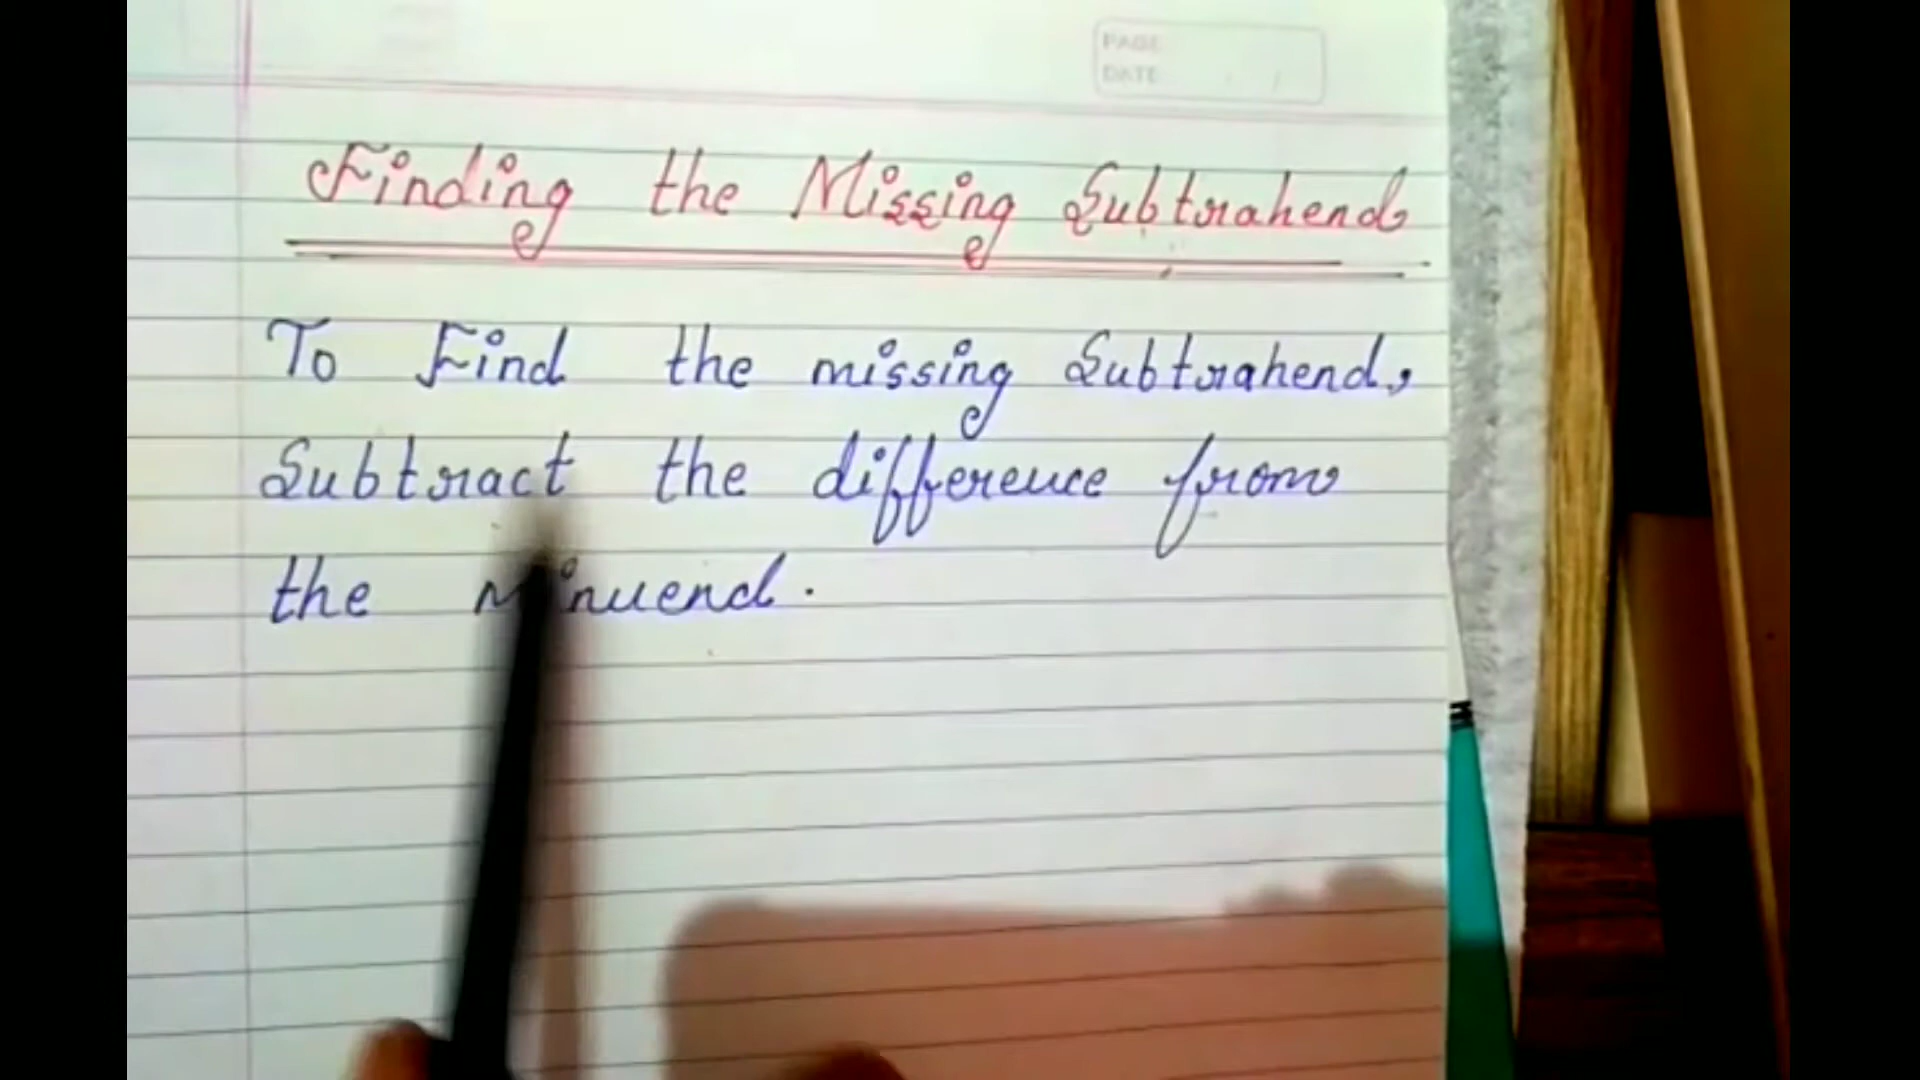 PAGE
DATE
Finding the Missing Subtrahend
To Find the missing Subtrahend,
Subtract the difference from
the Minuend.